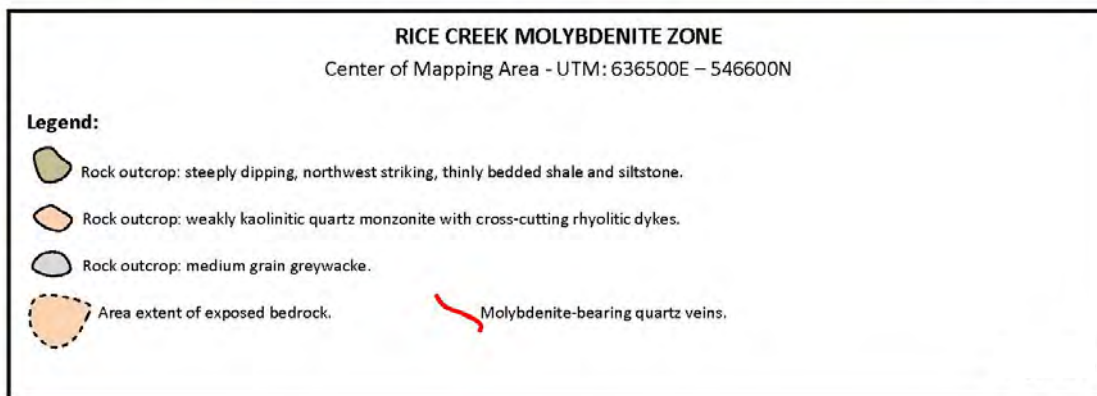 RICE CREEK MOLYBDENITE ZONE
Center of Mapping Area - UTM: 636500E – 546600N
Legend:
Rock outcrop: steeply dipping, northwest striking, thinly bedded shale and siltstone.
Rock outcrop: weakly kaolinitic quartz monzonite with cross-cutting rhyolitic dykes.
Rock outcrop: medium grain greywacke.
Area extent of exposed bedrock.
Molybdenite-bearing quartz veins.